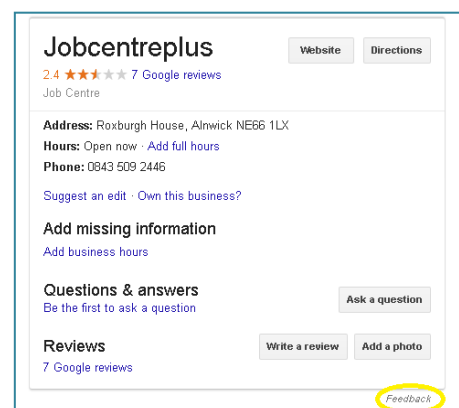 Jobcentreplus
Website
Directions
2.4 ★★★★★ 7 Google reviews
Job Centre
Address: Roxburgh House, Alnwick NE66 1LX
Hours: Open now · Add full hours
Phone: 0843 509 2446
Suggest an edit · Own this business?
Add missing information
Add business hours
Questions & answers
Be the first to ask a question
Ask a question
Reviews
Write a review
Add a photo
7 Google reviews
Feedback